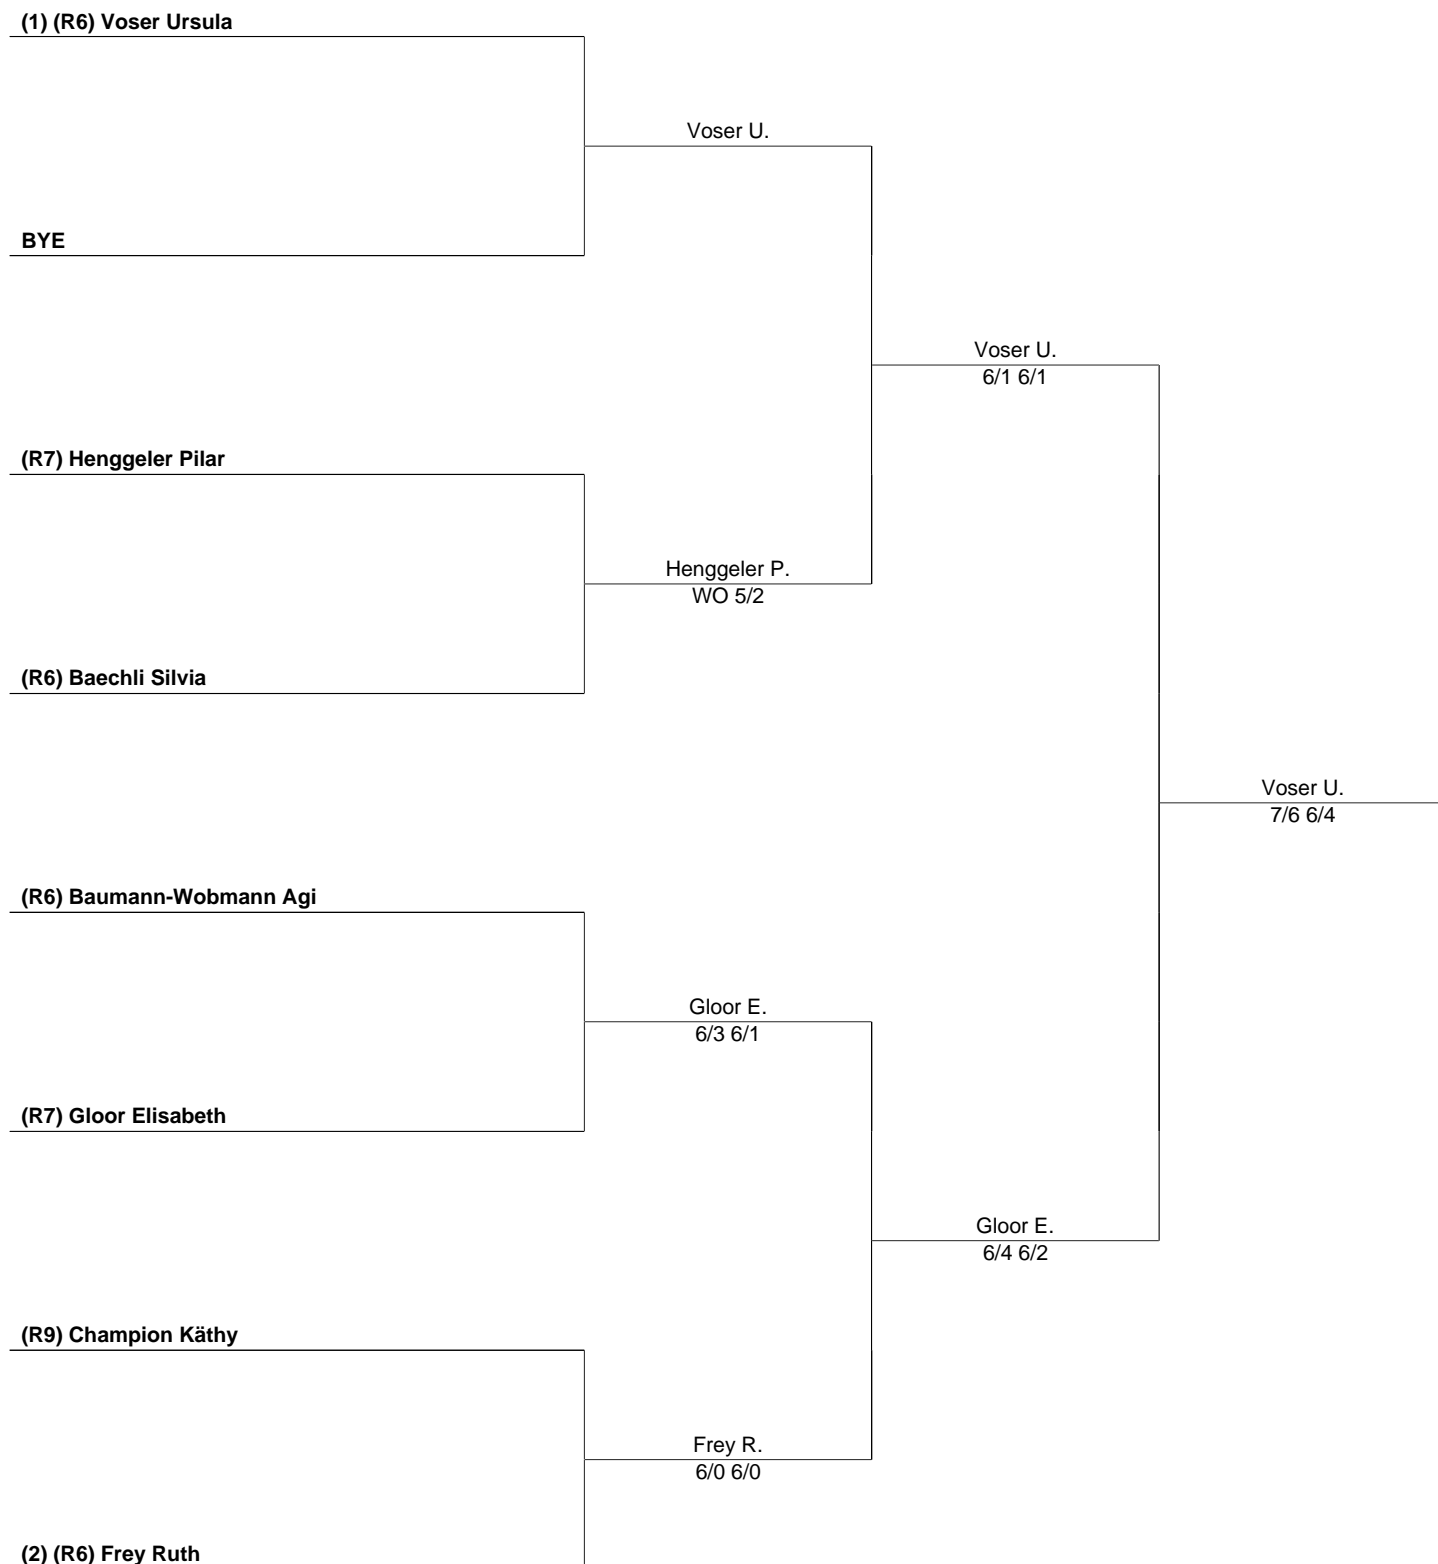 (1) (R6) Voser Ursula
Voser U.
BYE
Voser U.
6/1 6/1
(R7) Henggeler Pilar
Henggeler P.
WO 5/2
(R6) Baechli Silvia
Voser U.
7/6 6/4
(R6) Baumann-Wobmann Agi
Gloor E.
6/3 6/1
(R7) Gloor Elisabeth
Gloor E.
6/4 6/2
(R9) Champion Käthy
Frey R.
6/0 6/0
(2) (R6) Frey Ruth